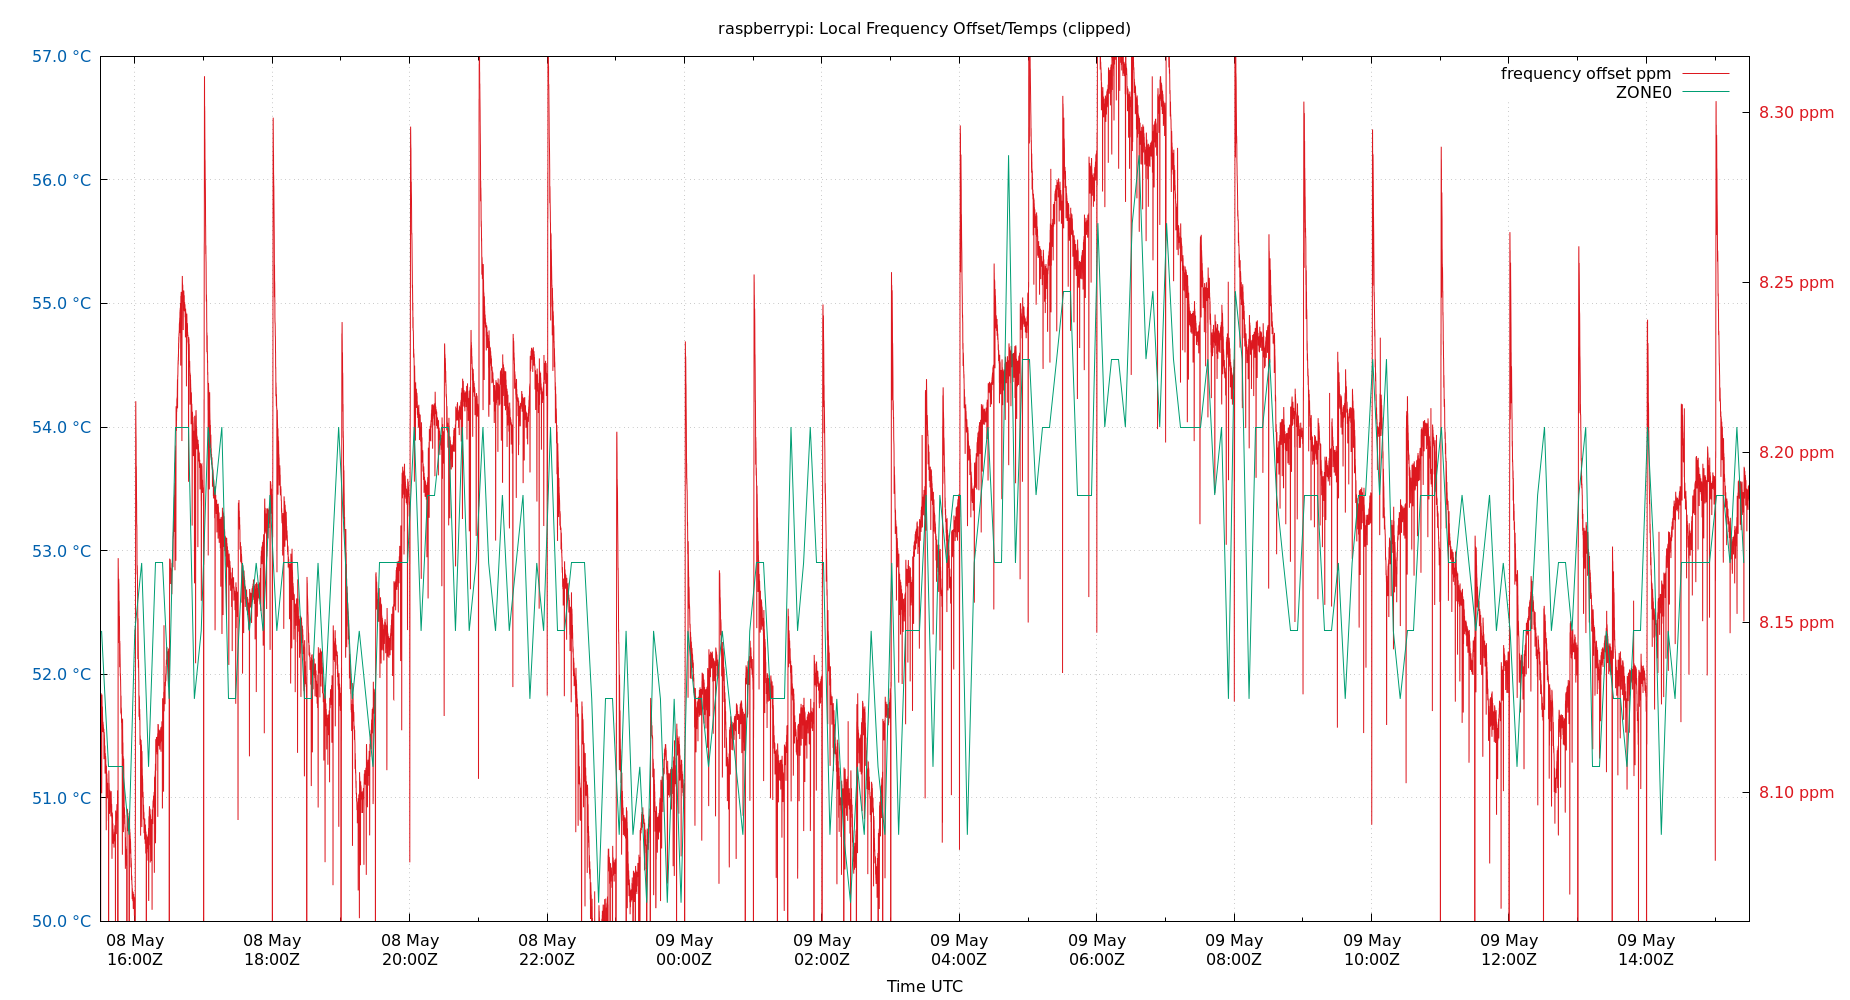 raspberrypi: Local Frequency Offset/Temps (clipped)
57.0 °C
56.0 °C
55.0 °C
54.0 °C
53.0 °C
52.0 °C
51.0 °C
50.0 °C
frequency offset ppm
ZONE0
8.30 ppm
8.25 ppm
8.20 ppm
8.15 ppm
8.10 ppm
08 May
16:00Z
08 May
18:00Z
08 May
20:00Z
08 May
22:00Z
09 May
00:00Z
09 May
02:00Z
09 May
04:00Z
09 May
06:00Z
09 May
08:00Z
09 May
10:00Z
09 May
12:00Z
09 May
14:00Z
Time UTC